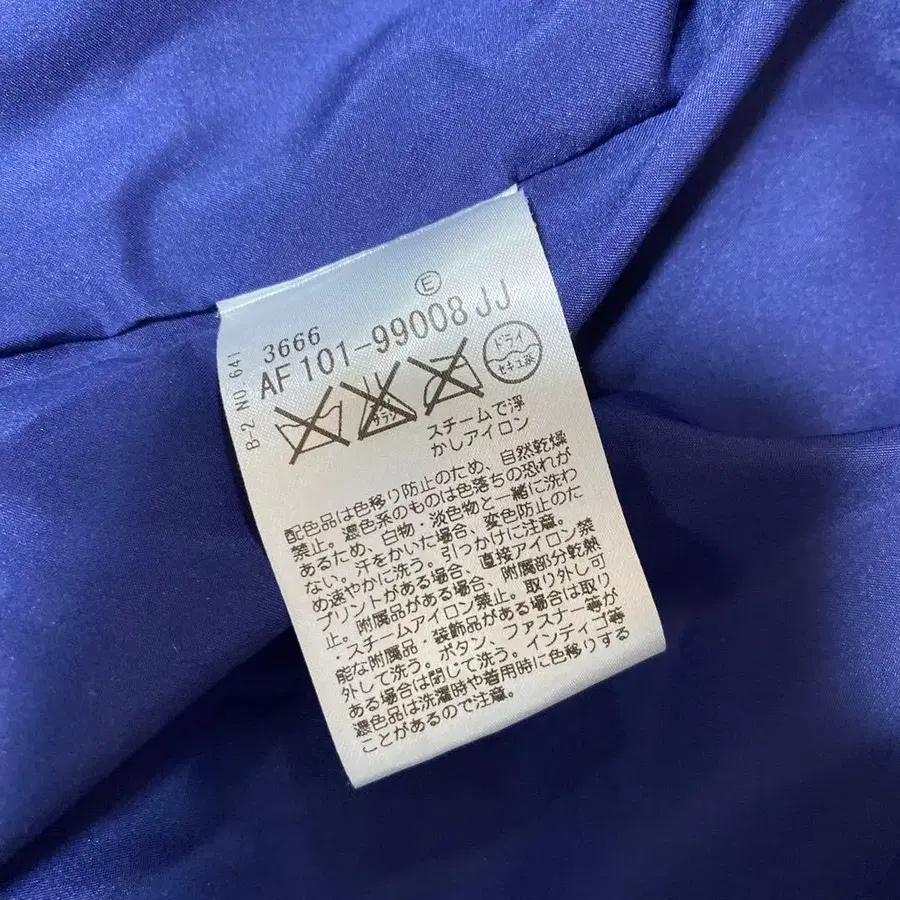 B-2 NO 641
Ⓔ
3666
AF 101-99008 JJ
サラシ
ドライ
セキユ系
スチームで浮
かしアイロン
配色品は色移り防止のため、自然乾燥
禁止。濃色系のものは色落ちの恐れが
あるため、白物・淡色物と一緒に洗わ
ない。汗をかいた場合、変色防止のた
め速やかに洗う。引っかけに注意。
プリントがある場合、直接アイロン禁
止。附属品がある場合、附属部分乾熱
・スチームアイロン禁止。取り外し可
能な附属品 装飾品がある場合は取り
外して洗う。ボタン、ファスナー等が
ある場合は閉じて洗う。インディゴ等
濃色品は洗濯時や着用時に色移りする
ことがあるので注意。